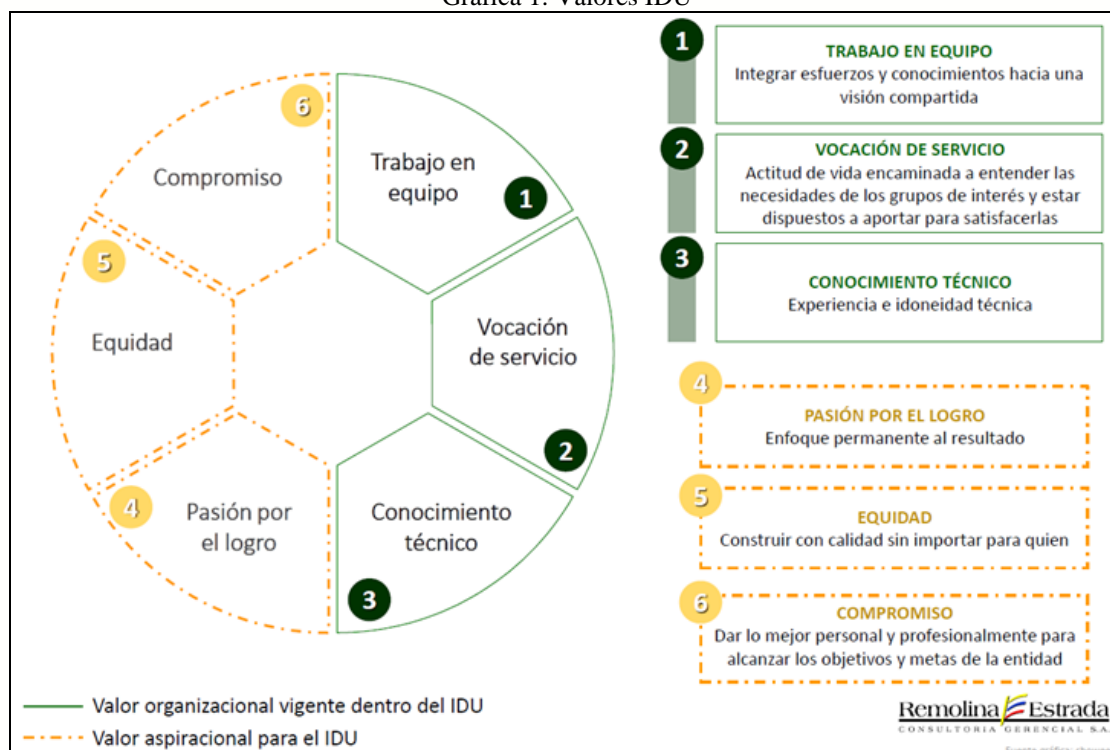 Gráfica 1. Valores IDU
6
Compromiso
Trabajo en
equipo
1
5
Equidad
Vocación
de servicio
2
4
Pasión por
el logro
Conocimiento
técnico
3
Valor organizacional vigente dentro del IDU
Valor aspiracional para el IDU
1
TRABAJO EN EQUIPO
Integrar esfuerzos y conocimientos hacia una
visión compartida
2
VOCACIÓN DE SERVICIO
Actitud de vida encaminada a entender las
necesidades de los grupos de interés y estar
dispuestos a aportar para satisfacerlas
3
CONOCIMIENTO TÉCNICO
Experiencia e idoneidad técnica
4
PASIÓN POR EL LOGRO
Enfoque permanente al resultado
5
EQUIDAD
Construir con calidad sin importar para quien
6
COMPROMISO
Dar lo mejor personal y profesionalmente para
alcanzar los objetivos y metas de la entidad
Remolina Estrada
CONSULTORIA GERENCIAL S.A.